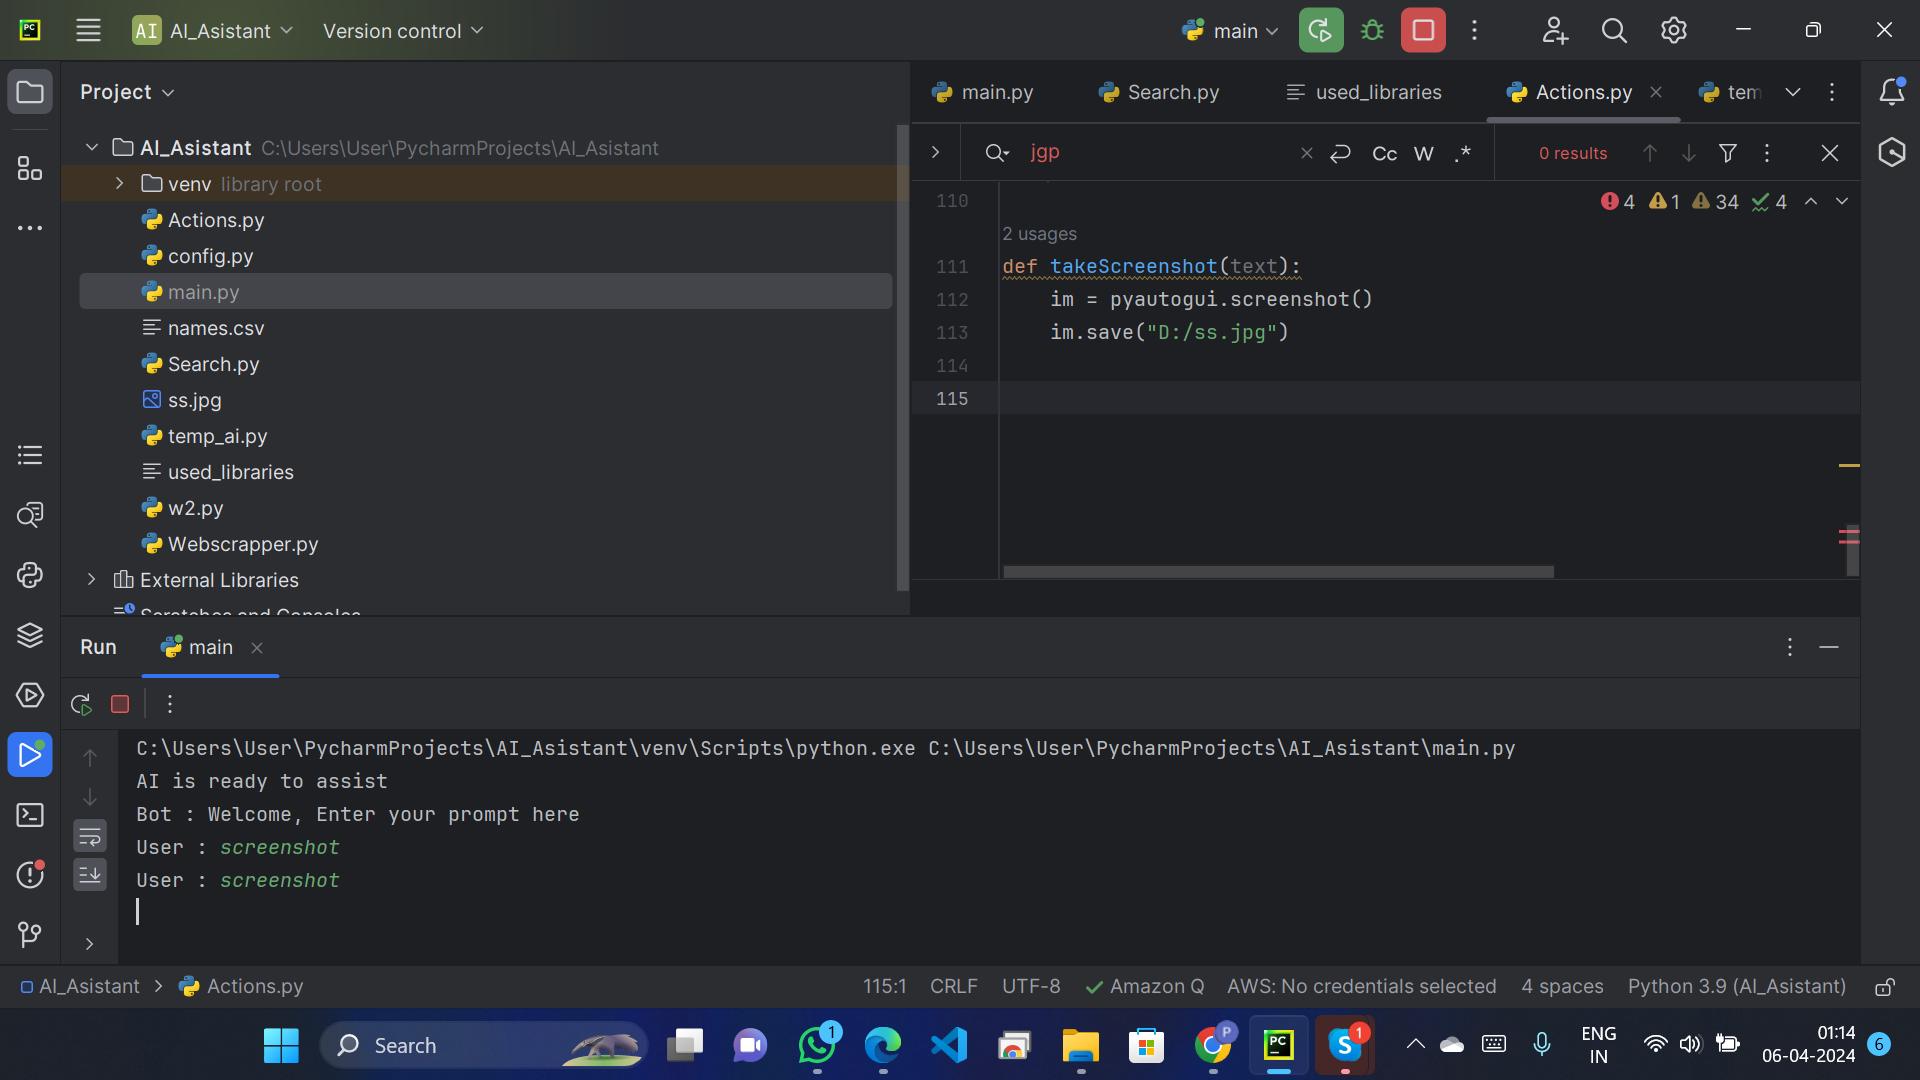 AI AI_Asistant Version control main
Project
main.py Search.py used_libraries Actions.py tem
AI_Asistant C:\Users\User\PycharmProjects\AI_Asistant
jgp Cc W .* 0 results
venv library root
Actions.py
config.py
main.py
names.csv
Search.py
ss.jpg
temp_ai.py
used_libraries
w2.py
Webscrapper.py
External Libraries
Scratches and Consoles
110 4 1 34 4
2 usages
111 def takeScreenshot(text):
112 im = pyautogui.screenshot()
113 im.save("D:/ss.jpg")
114
115
Run main
C:\Users\User\PycharmProjects\AI_Asistant\venv\Scripts\python.exe C:\Users\User\PycharmProjects\AI_Asistant\main.py
AI is ready to assist
Bot : Welcome, Enter your prompt here
User : screenshot
User : screenshot
AI_Asistant > Actions.py 115:1 CRLF UTF-8 Amazon Q AWS: No credentials selected 4 spaces Python 3.9 (AI_Asistant)
Search 1 P PC S 1 ENG 01:14 6
IN 06-04-2024